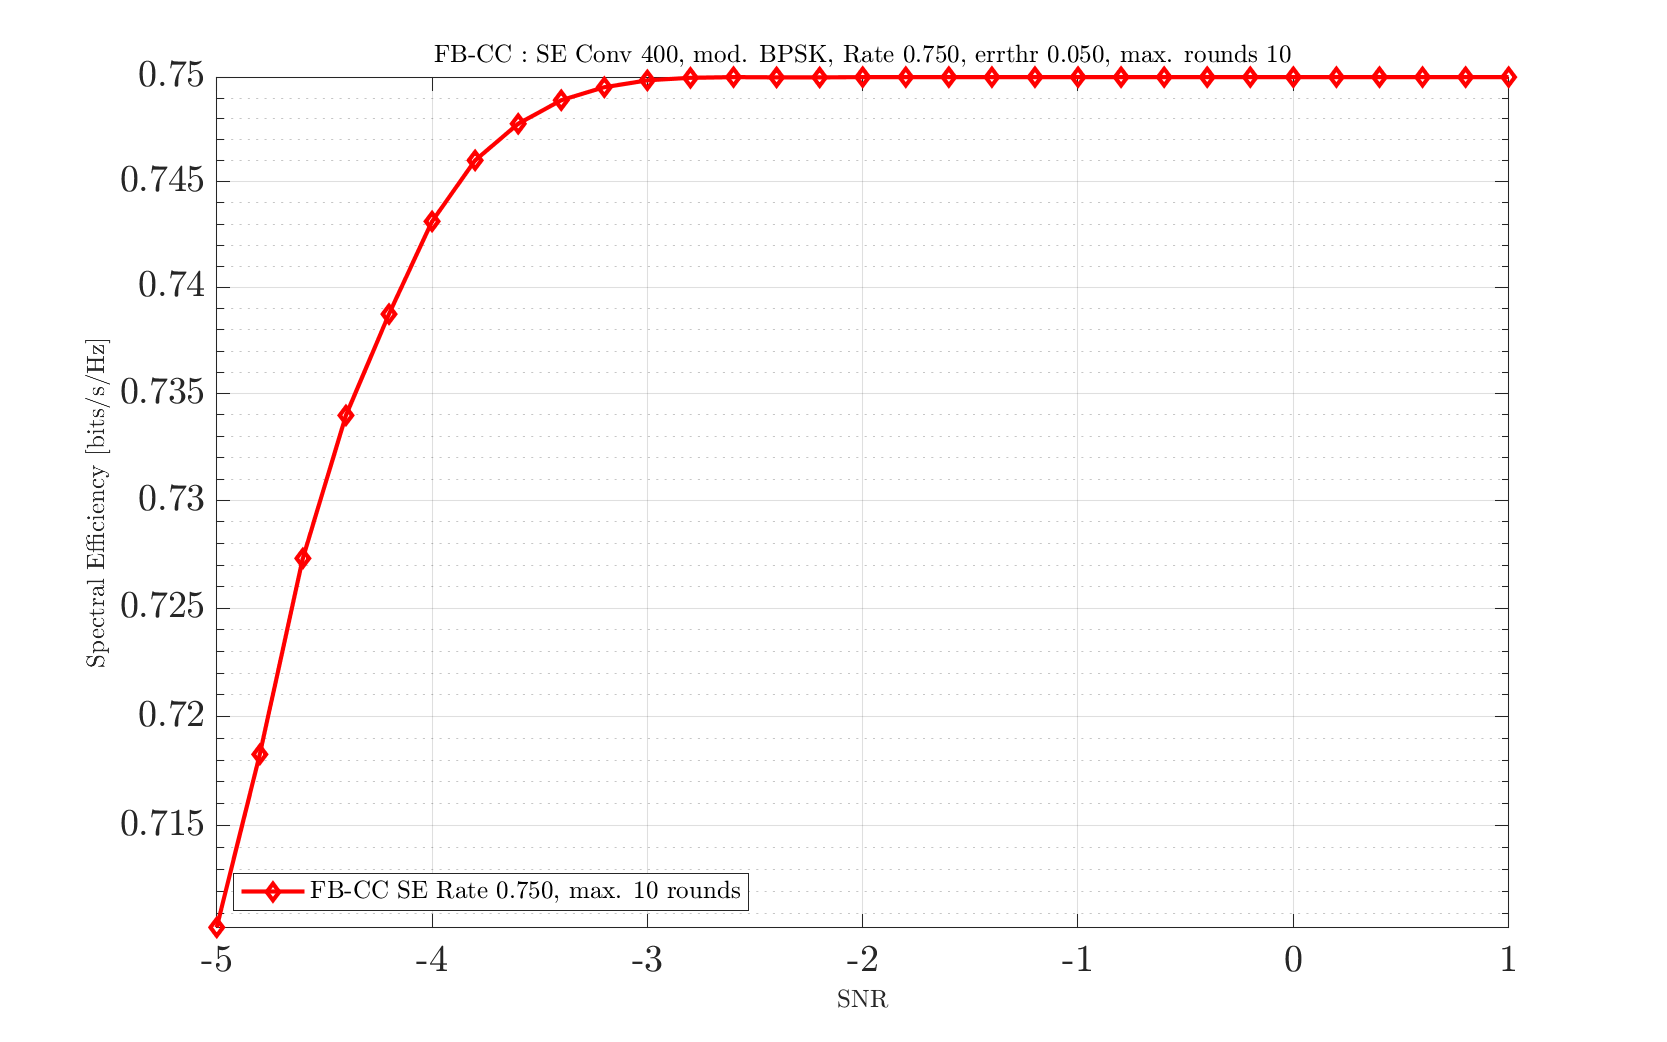 FB-CC : SE Conv 400, mod. BPSK, Rate 0.750, errthr 0.050, max. rounds 10
0.75
0.745
0.74
0.735
0.73
0.725
0.72
0.715
Spectral Efficiency [bits/s/Hz]
FB-CC SE Rate 0.750, max. 10 rounds
-5 -4 -3 -2 -1 0 1
SNR